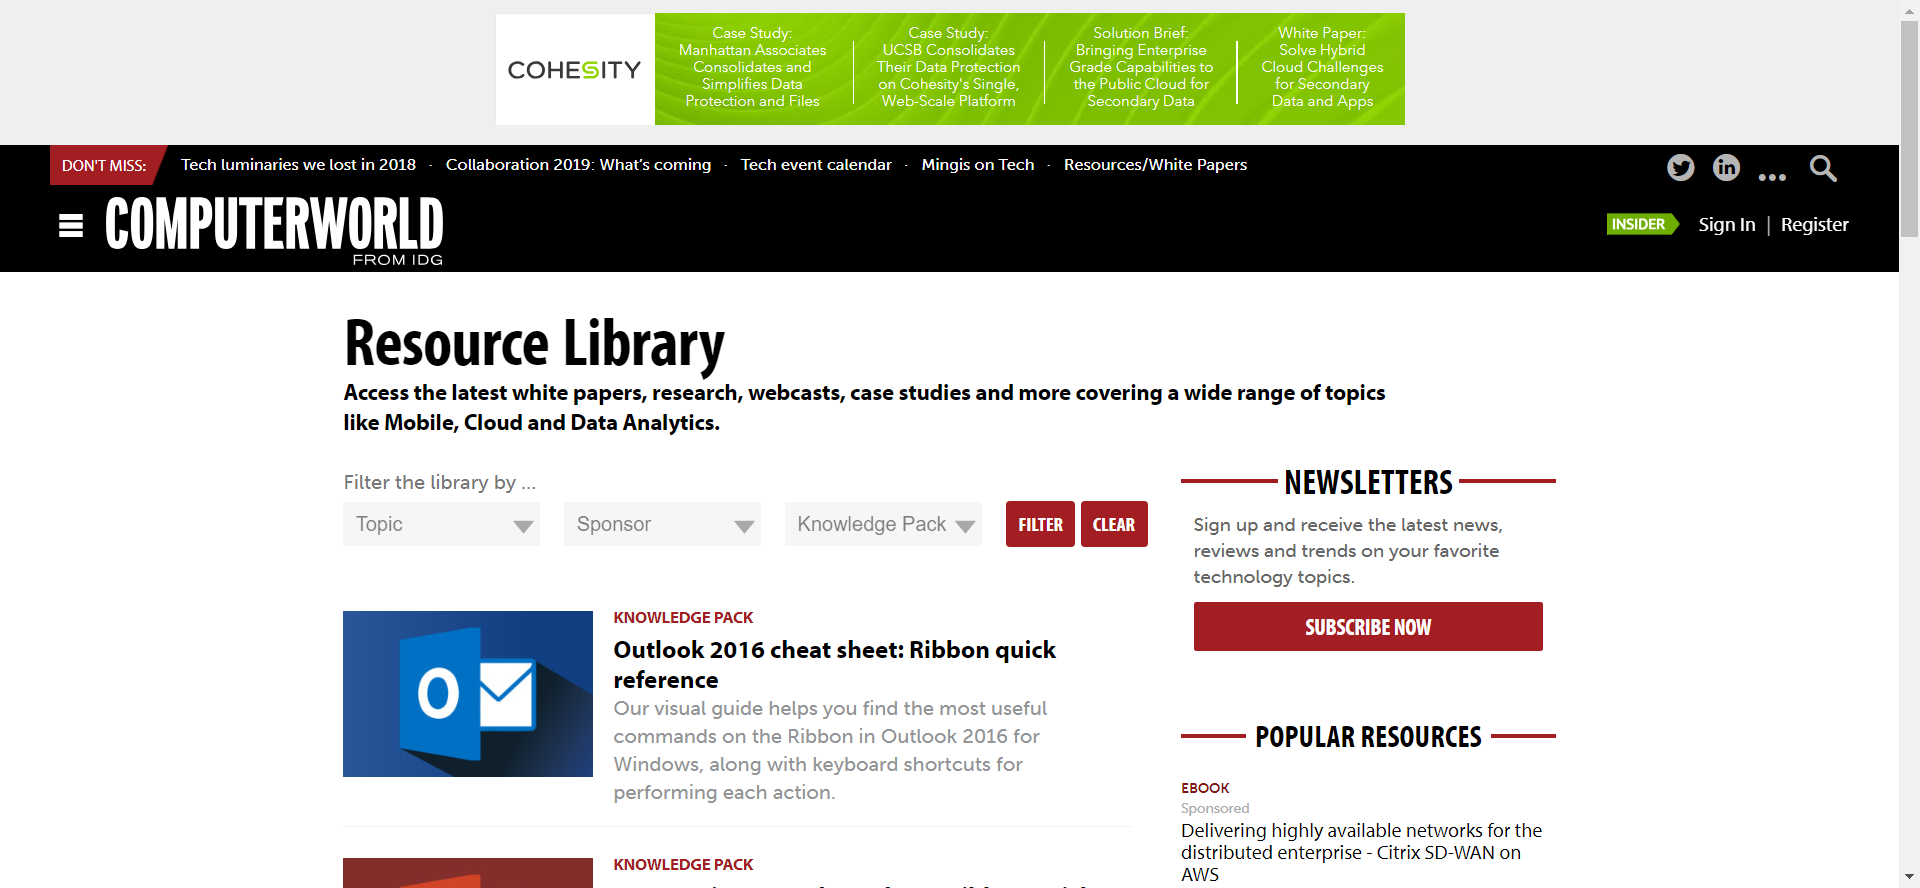 COHESITY
Case Study:
Manhattan Associates
Consolidates and
Simplifies Data
Protection and Files
Case Study:
UCSB Consolidates
Their Data Protection
on Cohesity's Single,
Web-Scale Platform
Solution Brief:
Bringing Enterprise
Grade Capabilities to
the Public Cloud for
Secondary Data
White Paper:
Solve Hybrid
Cloud Challenges
for Secondary
Data and Apps
DON'T MISS:
Tech luminaries we lost in 2018 · Collaboration 2019: What’s coming · Tech event calendar · Mingis on Tech · Resources/White Papers
in ...
COMPUTERWORLD
FROM IDG
INSIDER Sign In | Register
Resource Library
Access the latest white papers, research, webcasts, case studies and more covering a wide range of topics
like Mobile, Cloud and Data Analytics.
Filter the library by ...
Topic Sponsor Knowledge Pack FILTER CLEAR
KNOWLEDGE PACK
Outlook 2016 cheat sheet: Ribbon quick
reference
Our visual guide helps you find the most useful
commands on the Ribbon in Outlook 2016 for
Windows, along with keyboard shortcuts for
performing each action.
KNOWLEDGE PACK
NEWSLETTERS
Sign up and receive the latest news,
reviews and trends on your favorite
technology topics.
SUBSCRIBE NOW
POPULAR RESOURCES
EBOOK
Sponsored
Delivering highly available networks for the
distributed enterprise - Citrix SD-WAN on
AWS